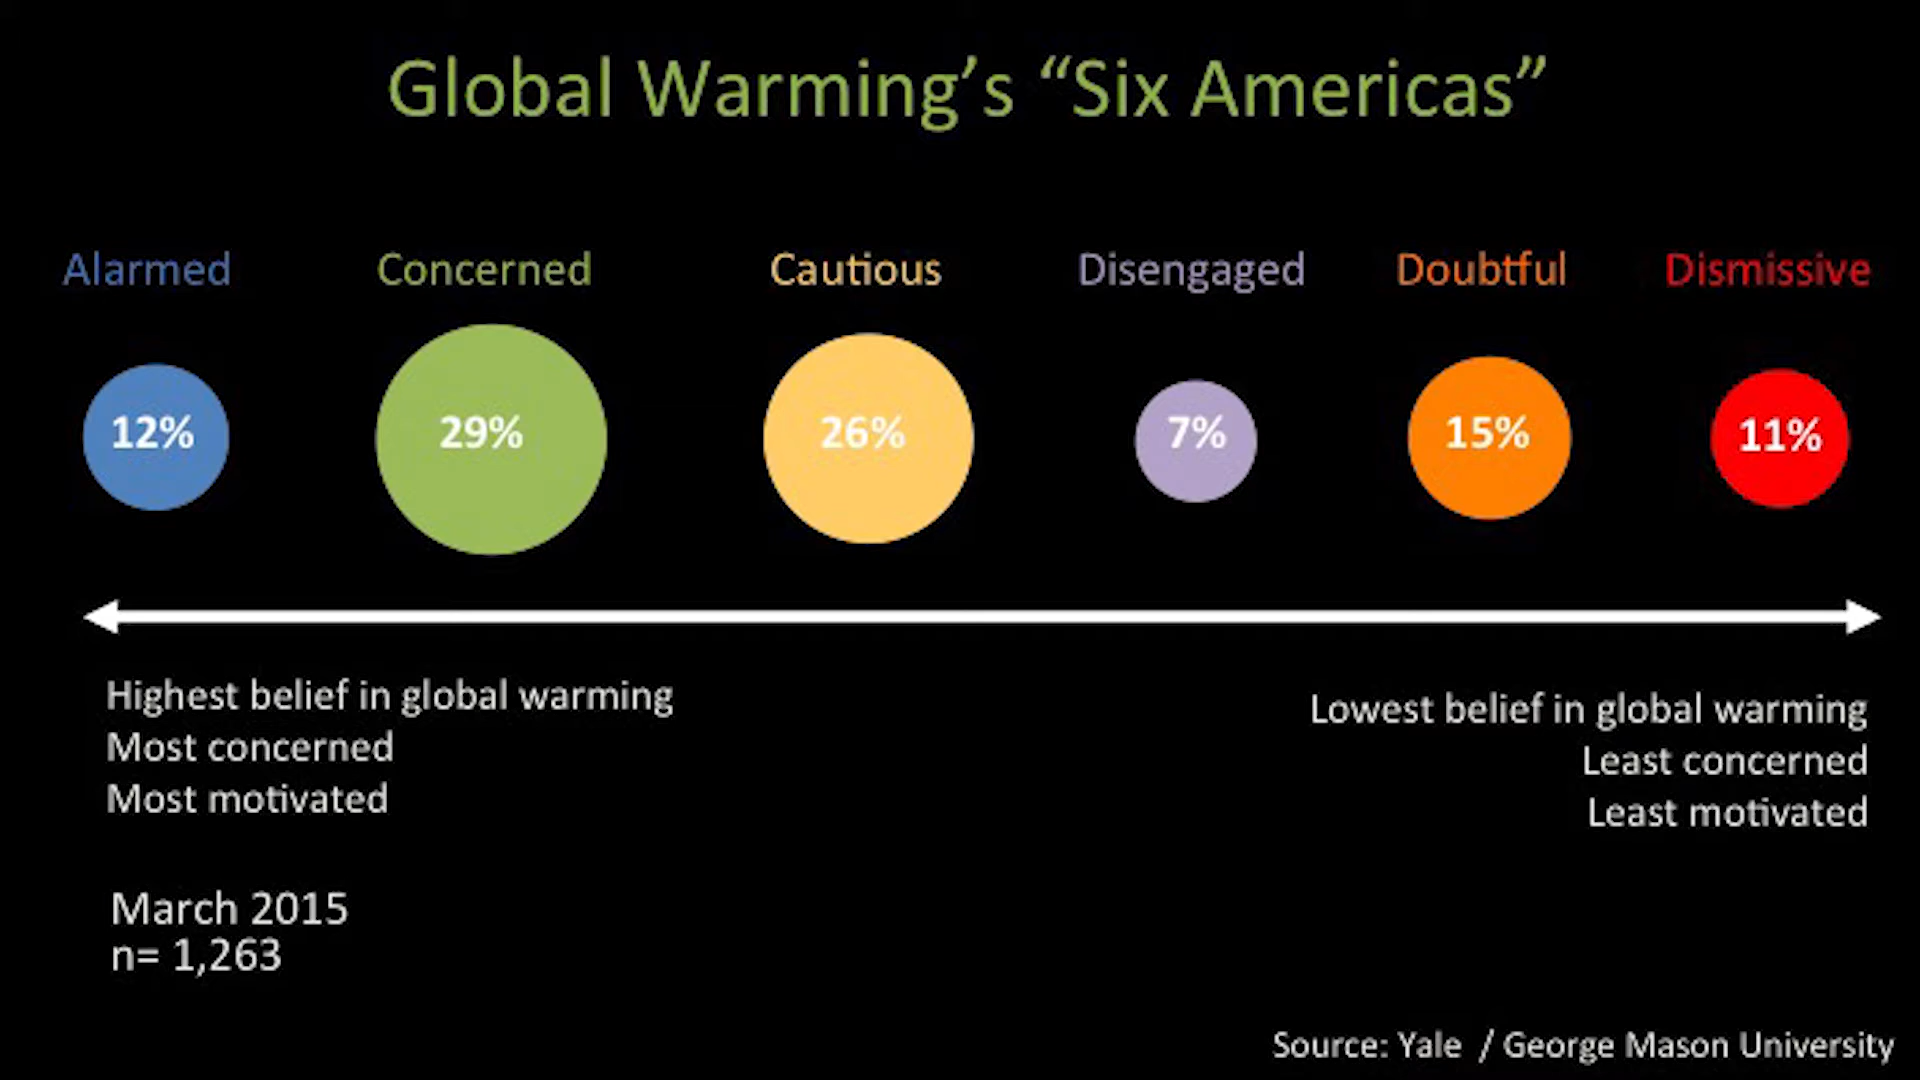 Global Warming’s “Six Americas”
Alarmed Concerned Cautious Disengaged Doubtful Dismissive
12% 29% 26% 7% 15% 11%
Highest belief in global warming
Most concerned
Most motivated
Lowest belief in global warming
Least concerned
Least motivated
March 2015
n= 1,263
Source: Yale / George Mason University